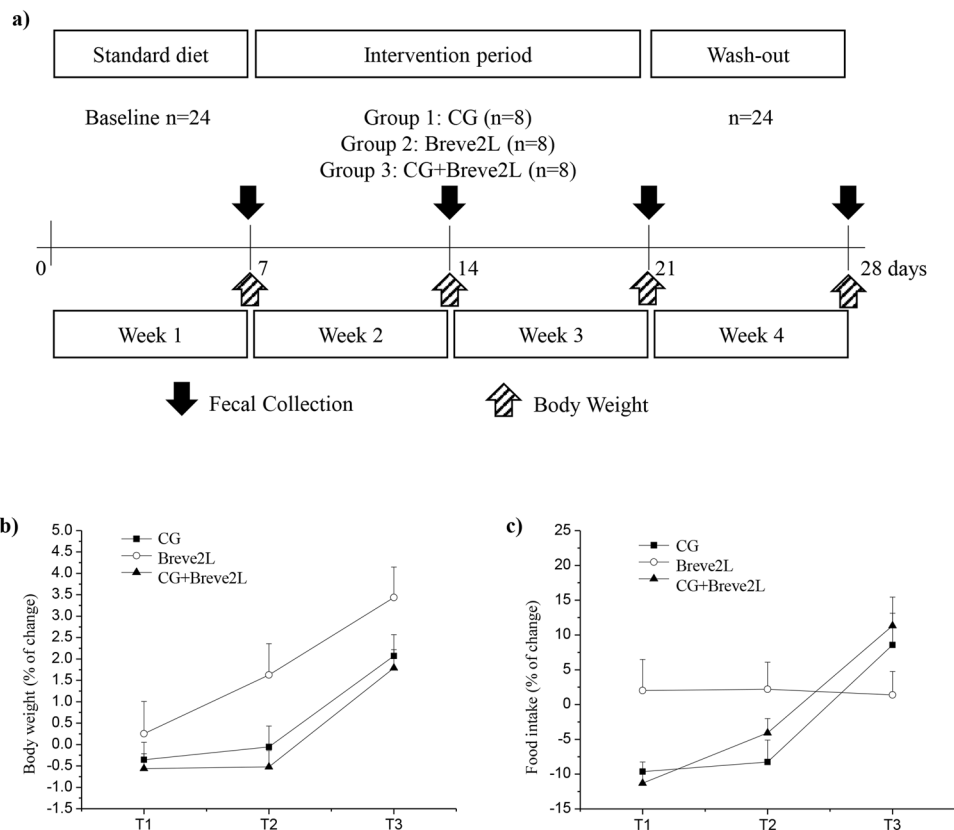 a)
Standard diet Intervention period Wash-out
Baseline n=24 Group 1: CG (n=8) n=24
Group 2: Breve2L (n=8)
Group 3: CG+Breve2L (n=8)
0 7 14 21 28 days
Week 1 Week 2 Week 3 Week 4
Fecal Collection Body Weight
b)
Body weight (% of change)
5.0
4.5
4.0
3.5
3.0
2.5
2.0
1.5
1.0
0.5
0.0
-0.5
-1.0
-1.5
CG
Breve2L
CG+Breve2L
T1 T2 T3
c)
Food intake (% of change)
25
20
15
10
5
0
-5
-10
-15
CG
Breve2L
CG+Breve2L
T1 T2 T3